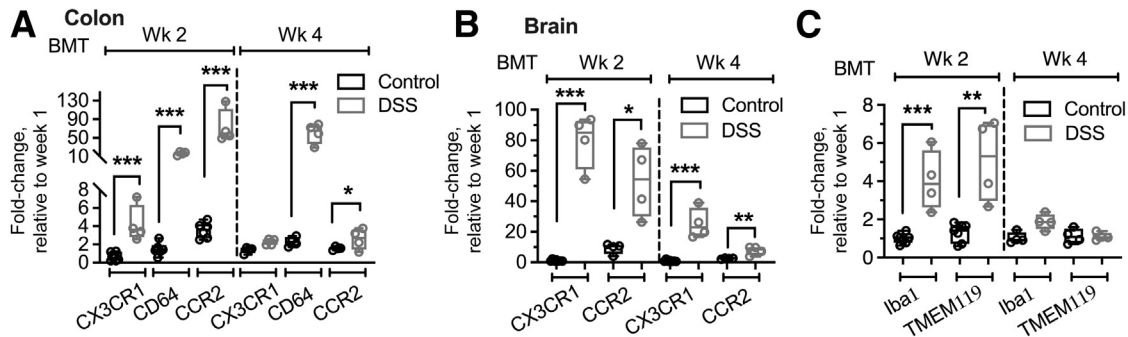 A Colon
BMT Wk 2 Wk 4
Fold-change,
relative to week 1
130
90
50
10
8
6
4
2
0
*** *** *** *** *
Control
DSS
CX3CR1 CD64 CCR2 CX3CR1 CD64 CCR2
B Brain
BMT Wk 2 Wk 4
Fold-change,
relative to week 1
100
80
60
40
20
0
*** * *** **
Control
DSS
CX3CR1 CCR2 CX3CR1 CCR2
C
BMT Wk 2 Wk 4
Fold-change,
relative to week 1
8
6
4
2
0
*** **
Control
DSS
Iba1 TMEM119 Iba1 TMEM119